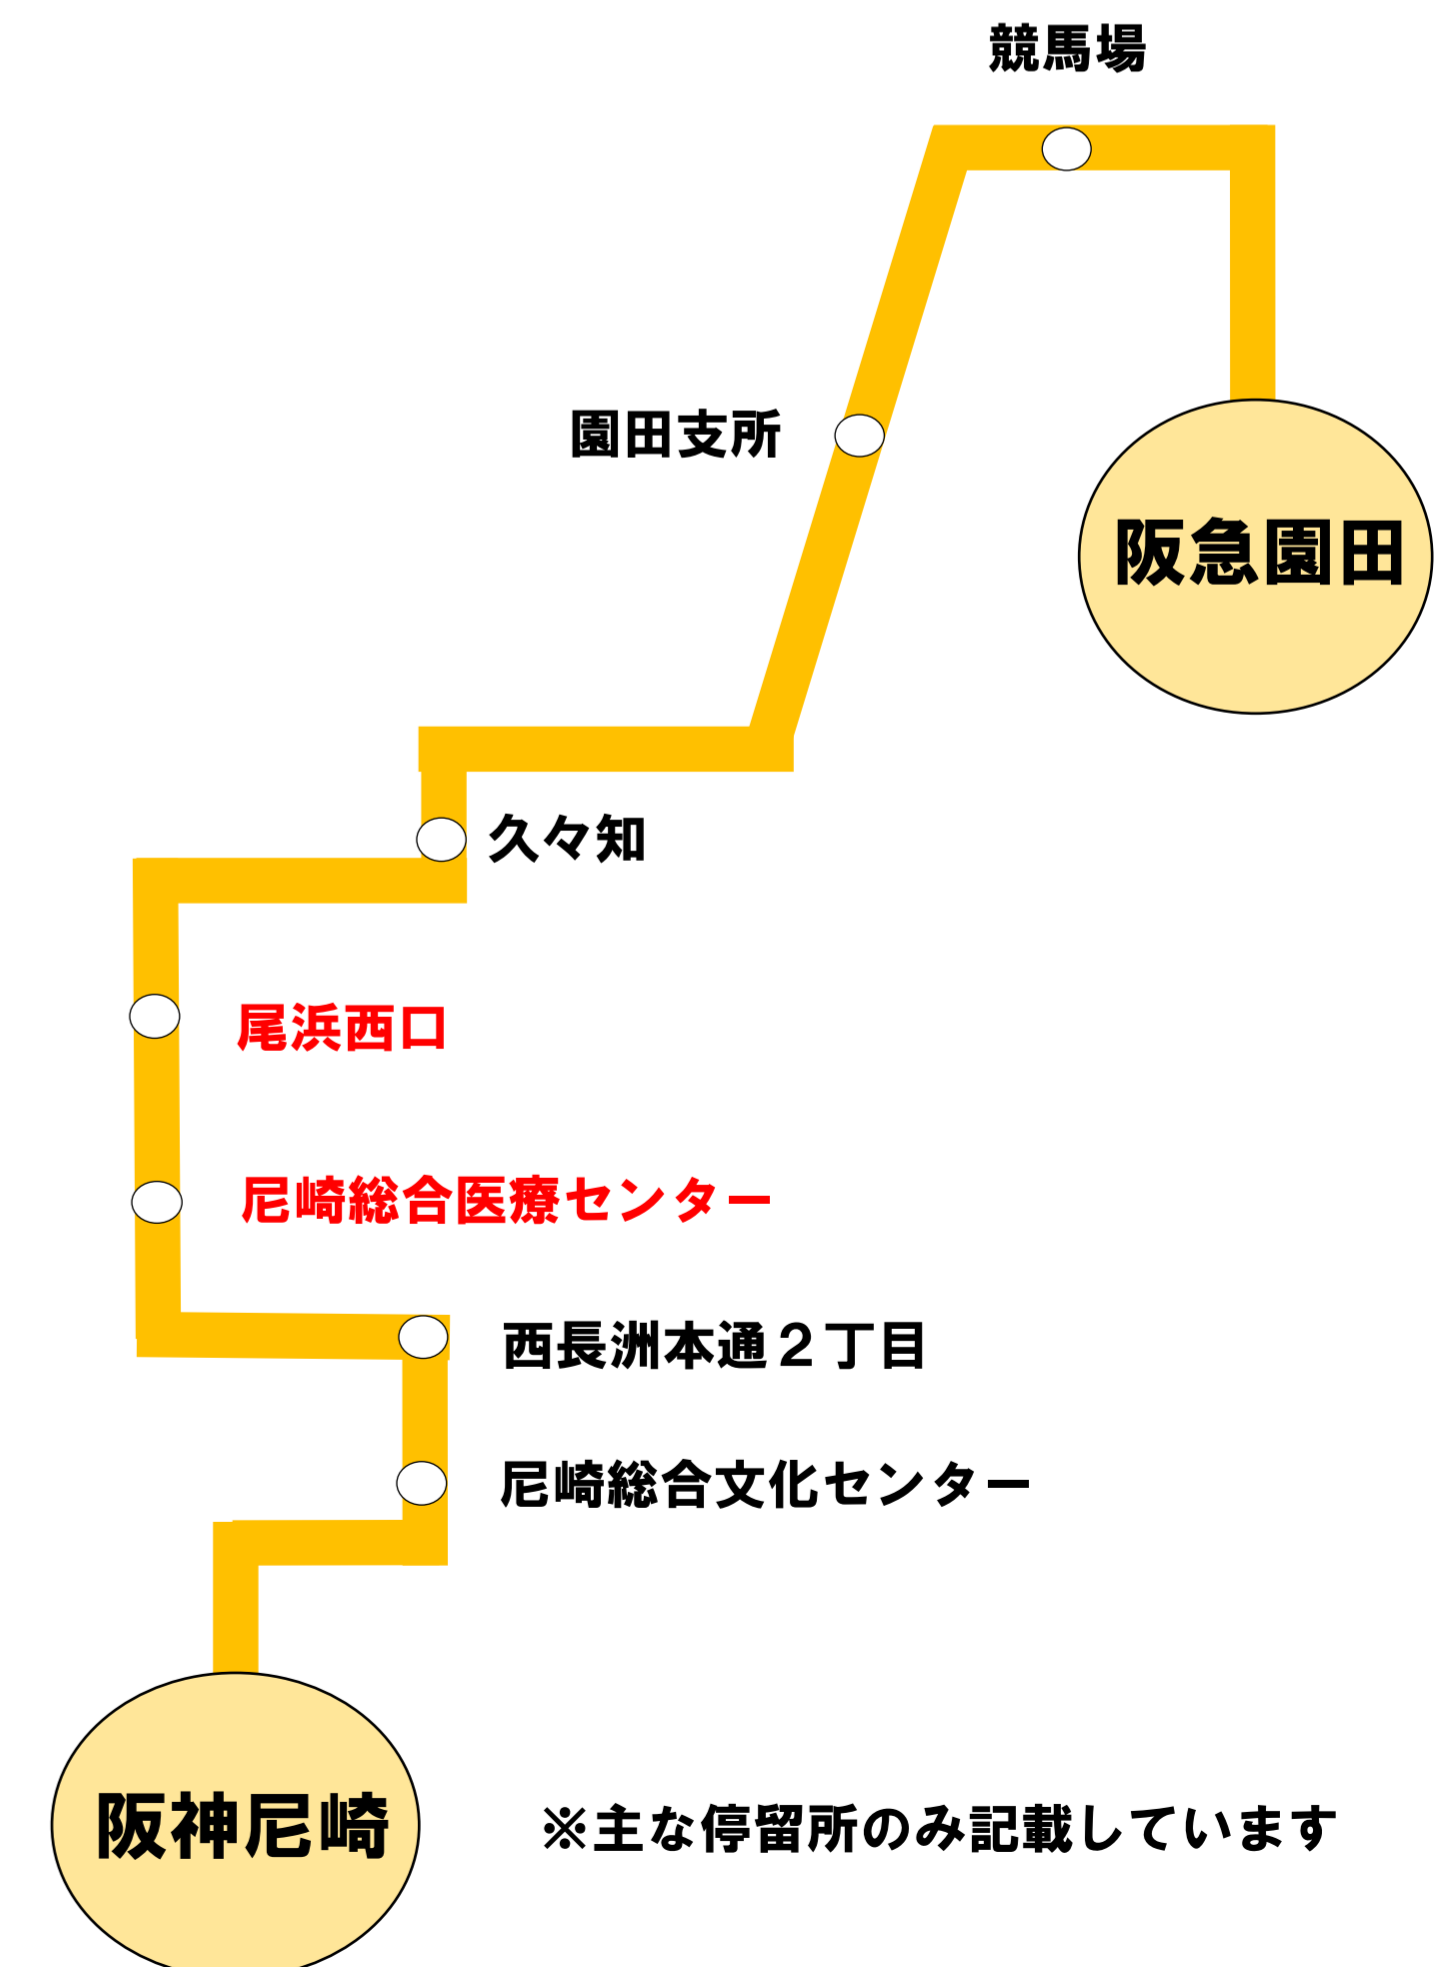 競馬場
園田支所
阪急園田
久々知
尾浜西口
尼崎総合医療センター
西長洲本通２丁目
尼崎総合文化センター
阪神尼崎
※主な停留所のみ記載しています